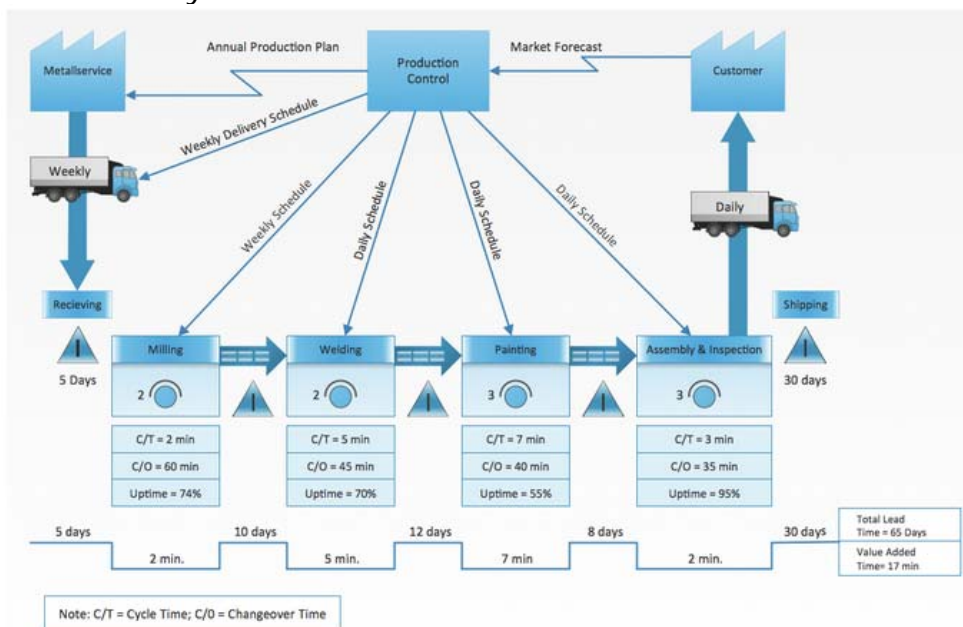 Annual Production Plan
Market Forecast
Metallservice
Production
Control
Customer
Weekly Delivery Schedule
Weekly
Weekly Schedule
Daily Schedule
Daily Schedule
Daily Schedule
Daily
Recieving
Shipping
I
Milling
Welding
Painting
Assembly & Inspection
I
5 Days
2
I
2
I
3
I
3
30 days
C/T = 2 min
C/T = 5 min
C/T = 7 min
C/T = 3 min
C/O = 60 min
C/O = 45 min
C/O = 40 min
C/O = 35 min
Uptime = 74%
Uptime = 70%
Uptime = 55%
Uptime = 95%
5 days
10 days
12 days
8 days
30 days
Total Lead
Time = 65 Days
2 min.
5 min.
7 min
2 min.
Value Added
Time= 17 min
Note: C/T = Cycle Time; C/0 = Changeover Time